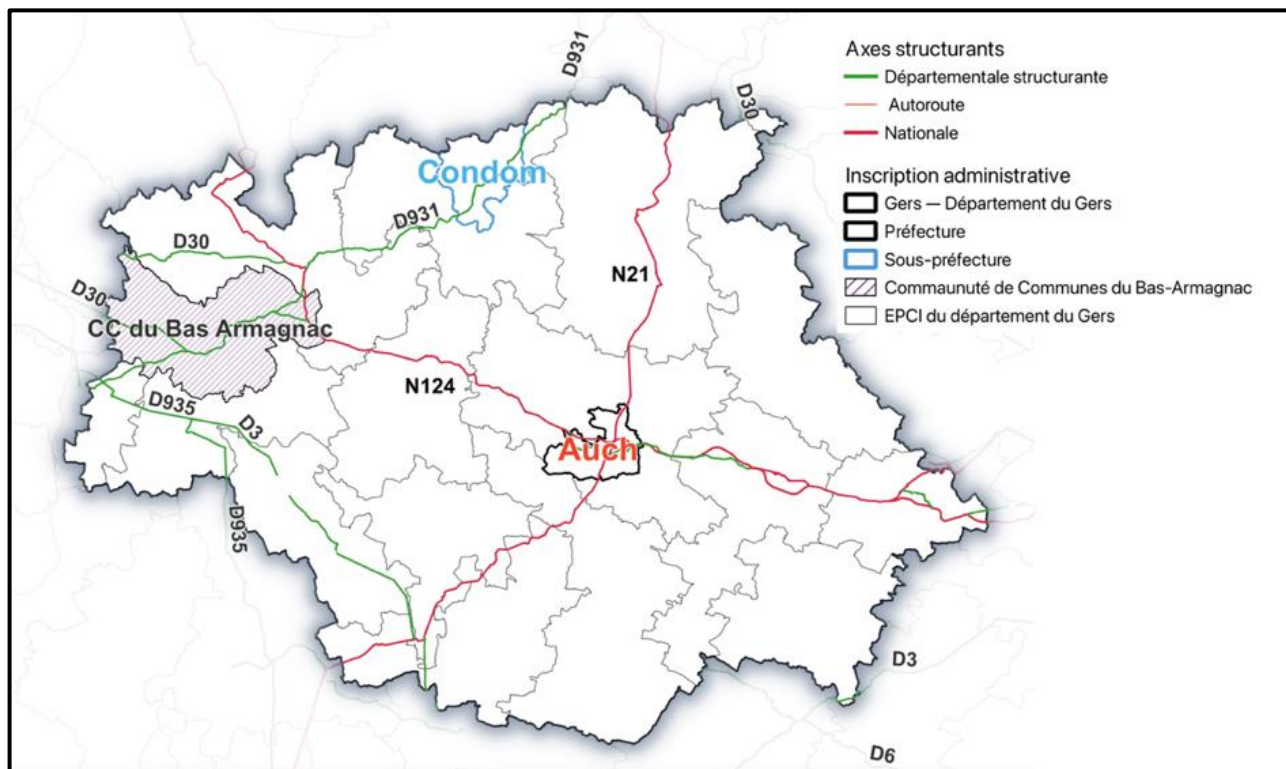 D931
D30
Condom
D931
D30
N21
D30
CC du Bas Armagnac
N124
D935
D3
Auch
D935
D3
D6
Axes structurants
Départementale structurante
Autoroute
Nationale
Inscription administrative
Gers — Département du Gers
Préfecture
Sous-préfecture
Commaunuté de Communes du Bas-Armagnac
EPCI du département du Gers